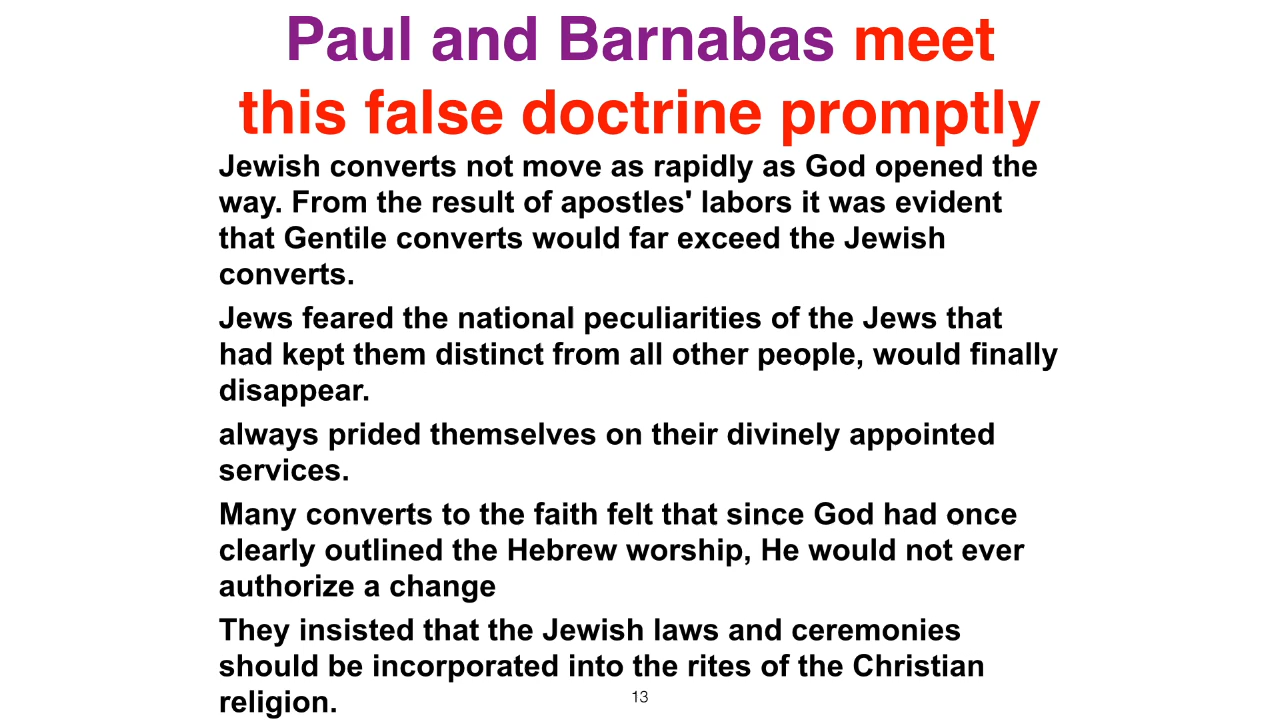 Paul and Barnabas meet
this false doctrine promptly
Jewish converts not move as rapidly as God opened the
way. From the result of apostles' labors it was evident
that Gentile converts would far exceed the Jewish
converts.
Jews feared the national peculiarities of the Jews that
had kept them distinct from all other people, would finally
disappear.
always prided themselves on their divinely appointed
services.
Many converts to the faith felt that since God had once
clearly outlined the Hebrew worship, He would not ever
authorize a change
They insisted that the Jewish laws and ceremonies
should be incorporated into the rites of the Christian
religion.
13